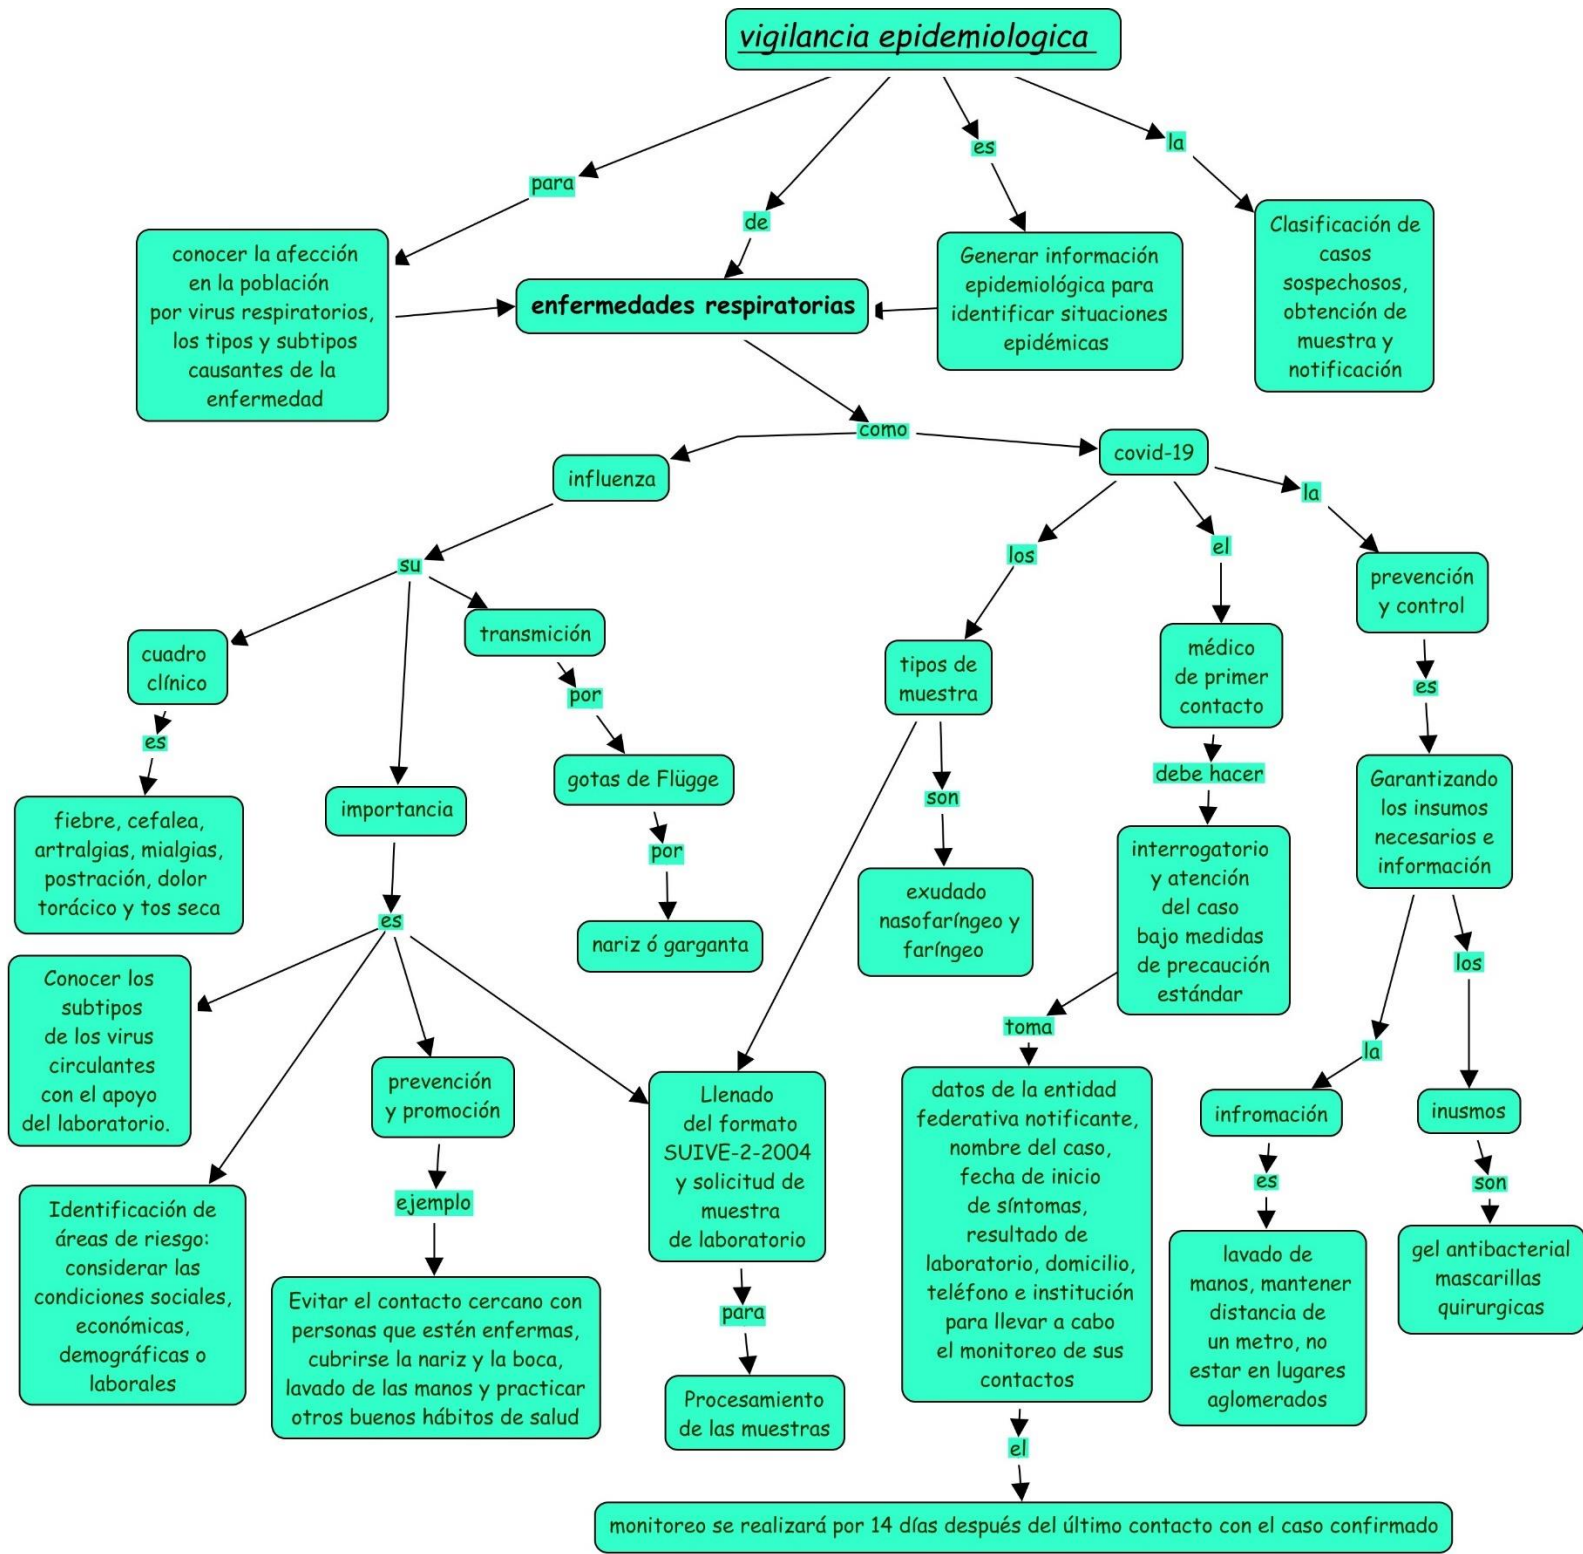 vigilancia epidemiologica
para
de
es
la
conocer la afección
en la población
por virus respiratorios,
los tipos y subtipos
causantes de la
enfermedad
enfermedades respiratorias
Generar información
epidemiológica para
identificar situaciones
epidémicas
Clasificación de
casos
sospechosos,
obtención de
muestra y
notificación
como
influenza
covid-19
su
los
el
la
cuadro
clínico
transmición
tipos de
muestra
médico
de primer
contacto
prevención
y control
es
por
son
debe hacer
es
fiebre, cefalea,
artralgias, mialgias,
postración, dolor
torácico y tos seca
importancia
gotas de Flügge
por
nariz ó garganta
exudado
nasofaríngeo y
faríngeo
interrogatorio
y atención
del caso
bajo medidas
de precaución
estándar
Garantizando
los insumos
necesarios e
información
es
Conocer los
subtipos
de los virus
circulantes
con el apoyo
del laboratorio.
Identificación de
áreas de riesgo:
considerar las
condiciones sociales,
económicas,
demográficas o
laborales
prevención
y promoción
ejemplo
Evitar el contacto cercano con
personas que estén enfermas,
cubrirse la nariz y la boca,
lavado de las manos y practicar
otros buenos hábitos de salud
Llenado
del formato
SUIVE-2-2004
y solicitud de
muestra
de laboratorio
para
Procesamiento
de las muestras
toma
datos de la entidad
federativa notificante,
nombre del caso,
fecha de inicio
de síntomas,
resultado de
laboratorio, domicilio,
teléfono e institución
para llevar a cabo
el monitoreo de sus
contactos
la
los
infromación
inusmos
es
son
lavado de
manos, mantener
distancia de
un metro, no
estar en lugares
aglomerados
gel antibacterial
mascarillas
quirurgicas
el
monitoreo se realizará por 14 días después del último contacto con el caso confirmado